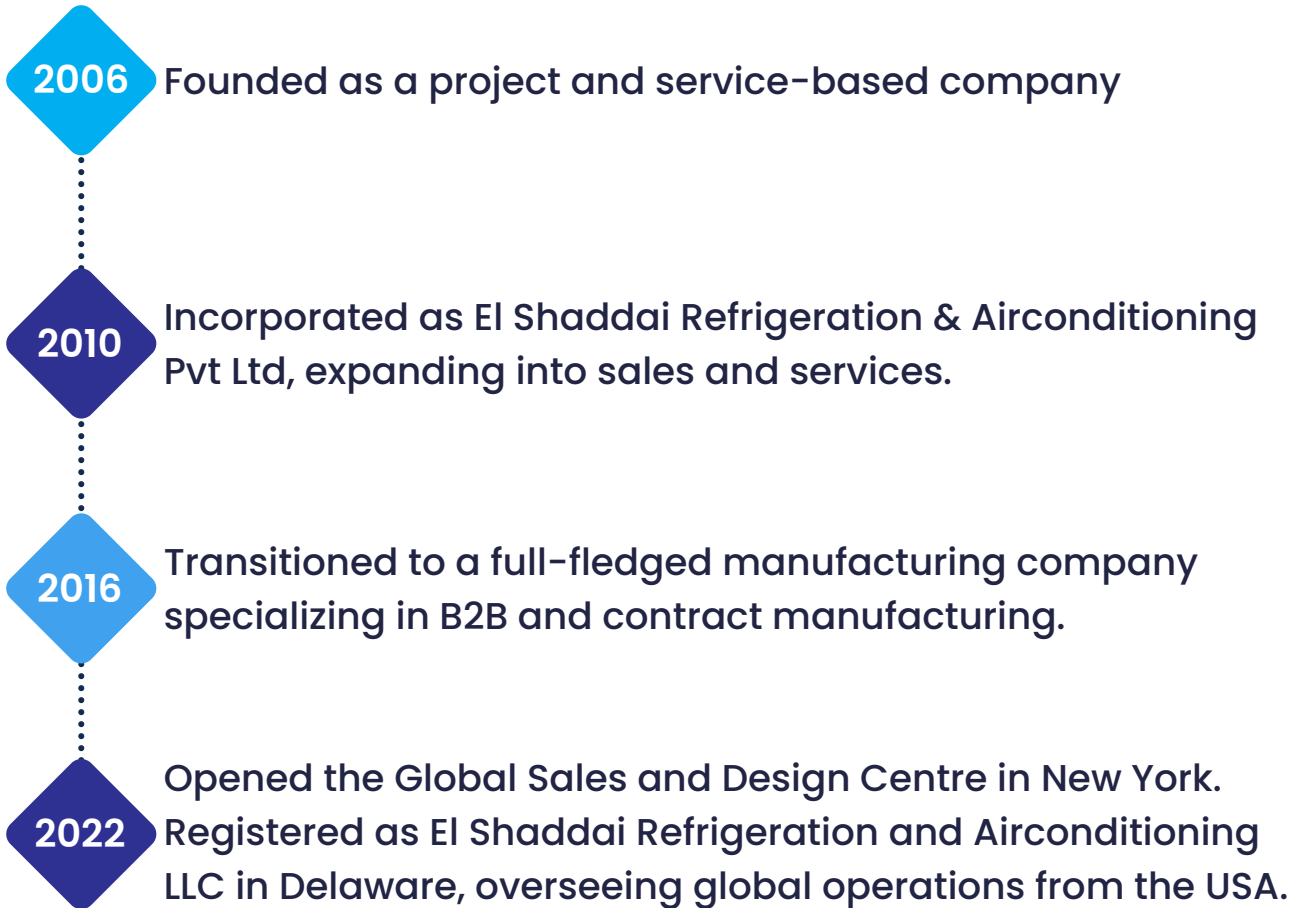 2006 Founded as a project and service-based company
2010 Incorporated as El Shaddai Refrigeration & Airconditioning
Pvt Ltd, expanding into sales and services.
2016 Transitioned to a full-fledged manufacturing company
specializing in B2B and contract manufacturing.
Opened the Global Sales and Design Centre in New York.
2022 Registered as El Shaddai Refrigeration and Airconditioning
LLC in Delaware, overseeing global operations from the USA.